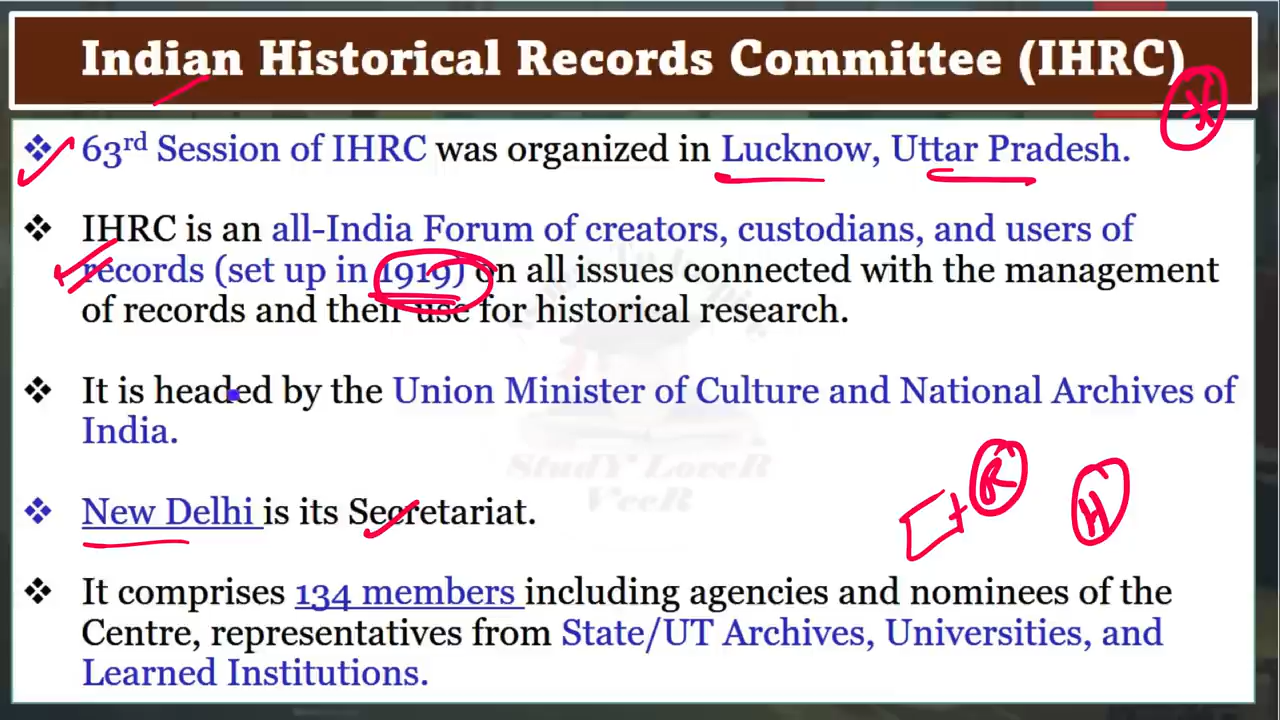 Indian Historical Records Committee (IHRC)
❖ 63rd Session of IHRC was organized in Lucknow, Uttar Pradesh.
❖ IHRC is an all-India Forum of creators, custodians, and users of
records (set up in 1919) on all issues connected with the management
of records and their use for historical research.
❖ It is headed by the Union Minister of Culture and National Archives of
India.
StudY LoveR
VeeR
R
H
❖ New Delhi is its Secretariat.
❖ It comprises 134 members including agencies and nominees of the
Centre, representatives from State/UT Archives, Universities, and
Learned Institutions.